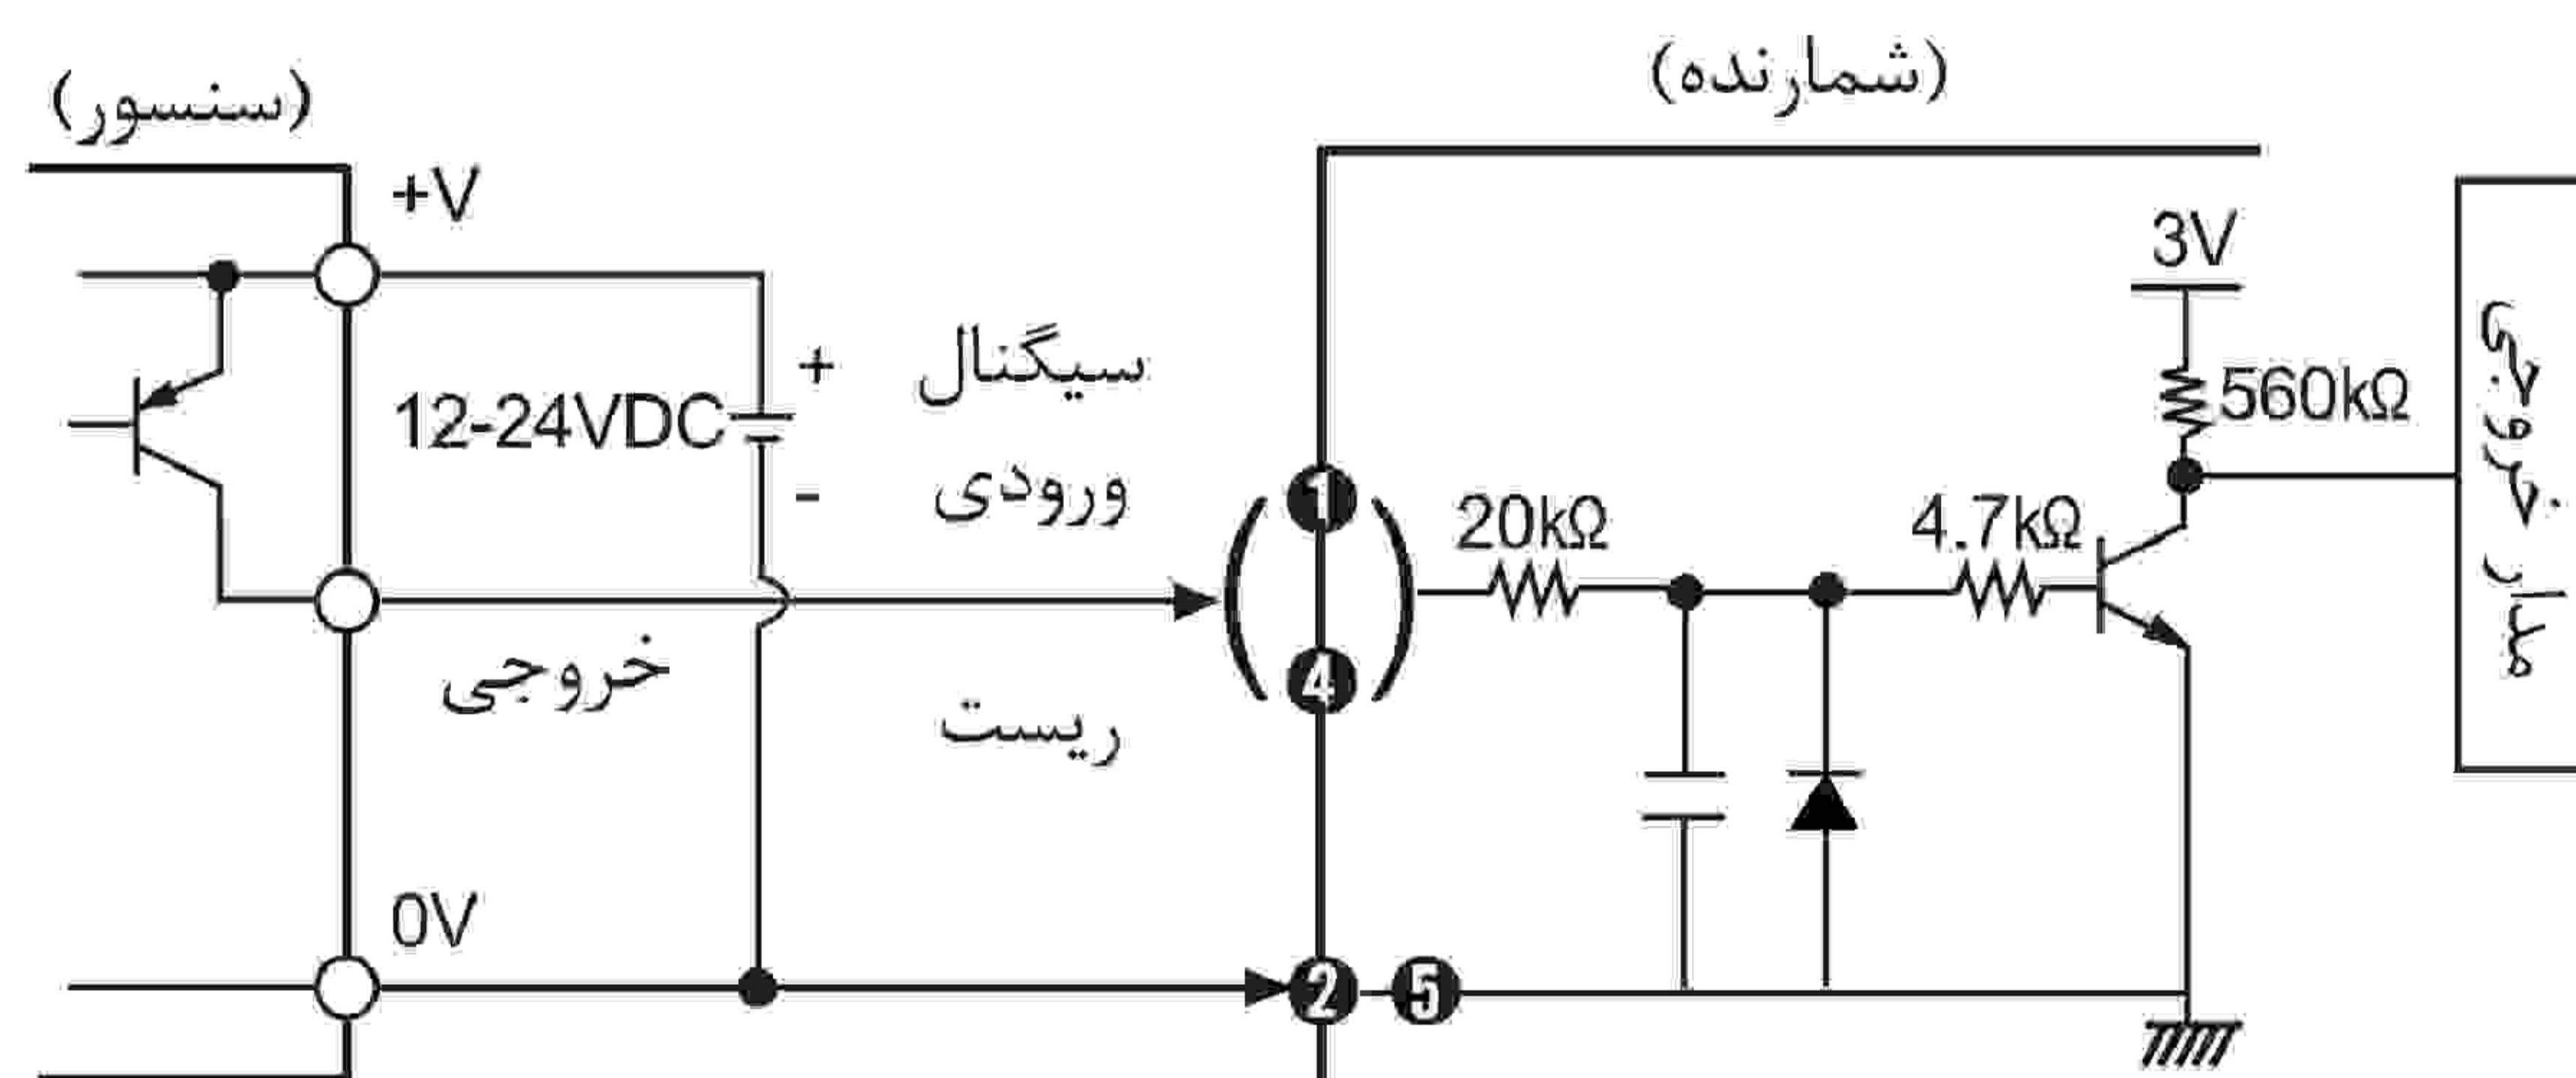 (سنسور)
(شمارنده)
+V
3V
+
سیگنال
12-24VDC
560kΩ
-
ورودی
1
20kΩ
4.7kΩ
مدار خروجی
خروجی
4
ریست
0V
2
5